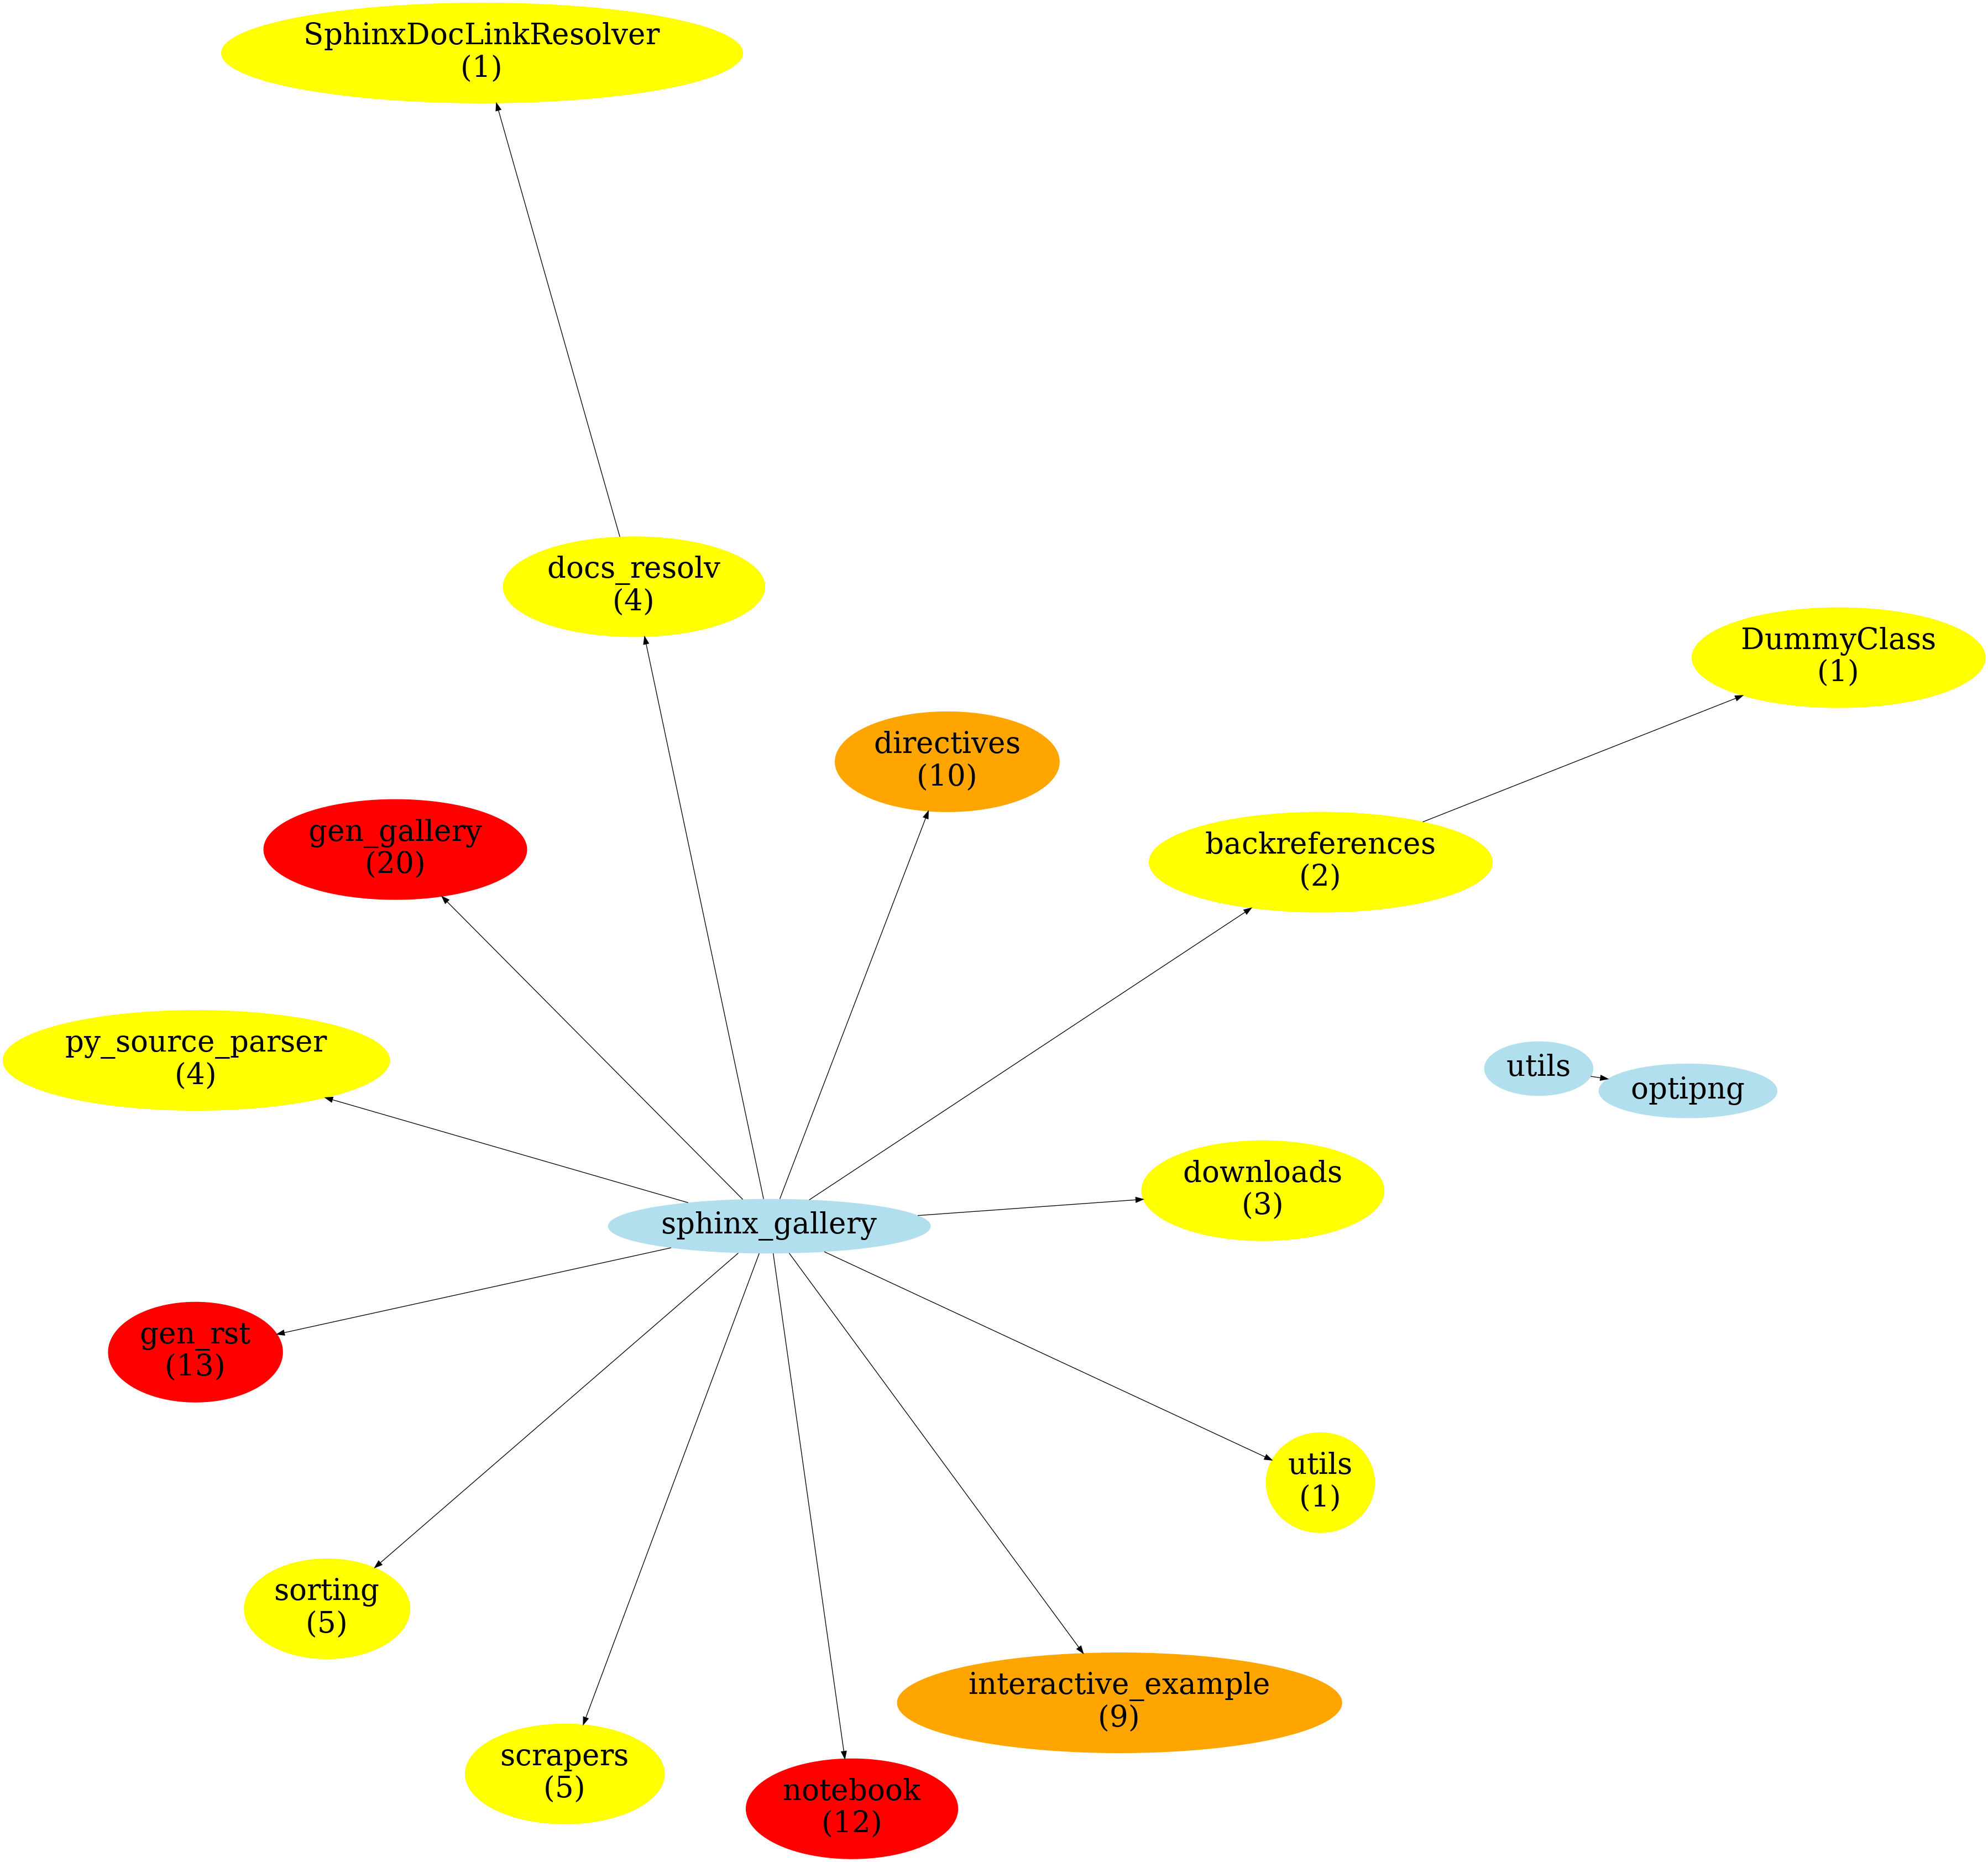 SphinxDocLinkResolver
(1)
docs_resolv
(4)
DummyClass
(1)
directives
(10)
gen_gallery
(20)
backreferences
(2)
py_source_parser
(4)
utils
optipng
downloads
(3)
sphinx_gallery
gen_rst
(13)
utils
(1)
sorting
(5)
interactive_example
(9)
scrapers
(5)
notebook
(12)